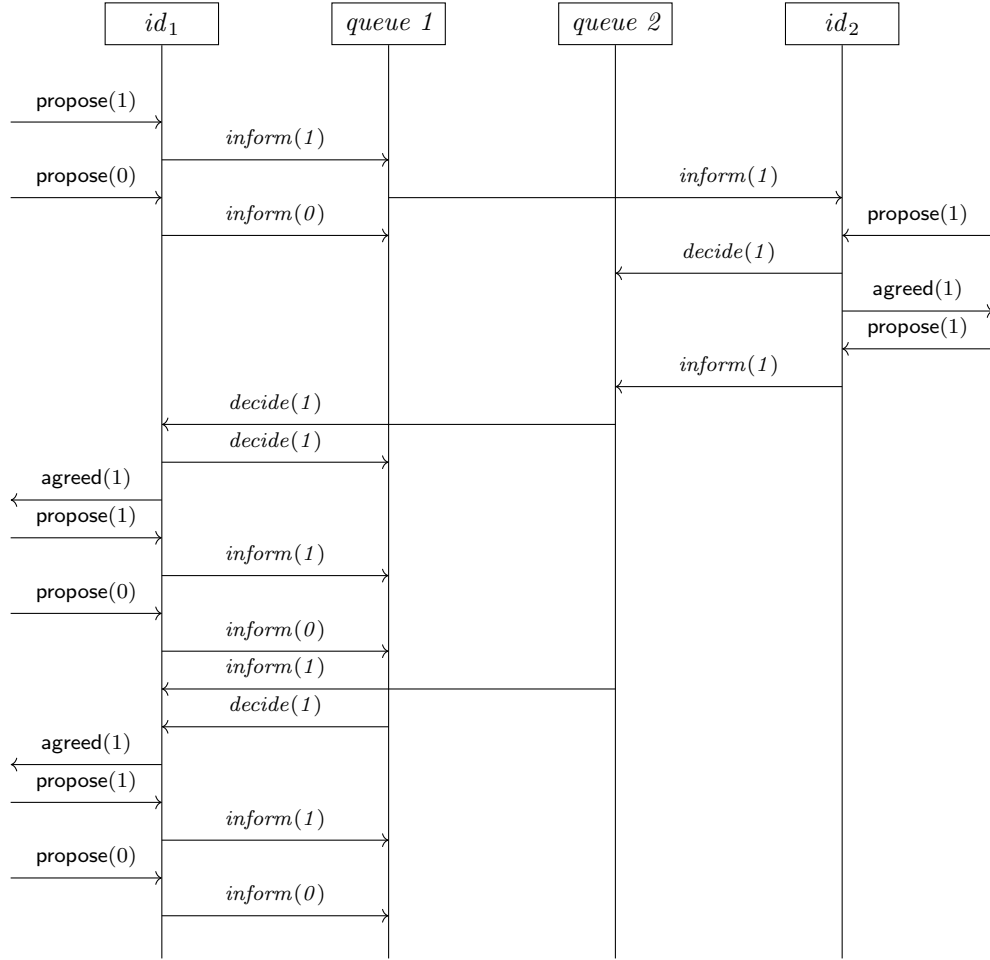 id₁ queue 1 queue 2 id₂
propose(1)
inform(1)
propose(0) inform(1)
inform(0) propose(1)
decide(1)
agreed(1)
propose(1)
inform(1)
decide(1)
decide(1)
agreed(1)
propose(1)
inform(1)
propose(0)
inform(0)
inform(1)
decide(1)
agreed(1)
propose(1)
inform(1)
propose(0)
inform(0)